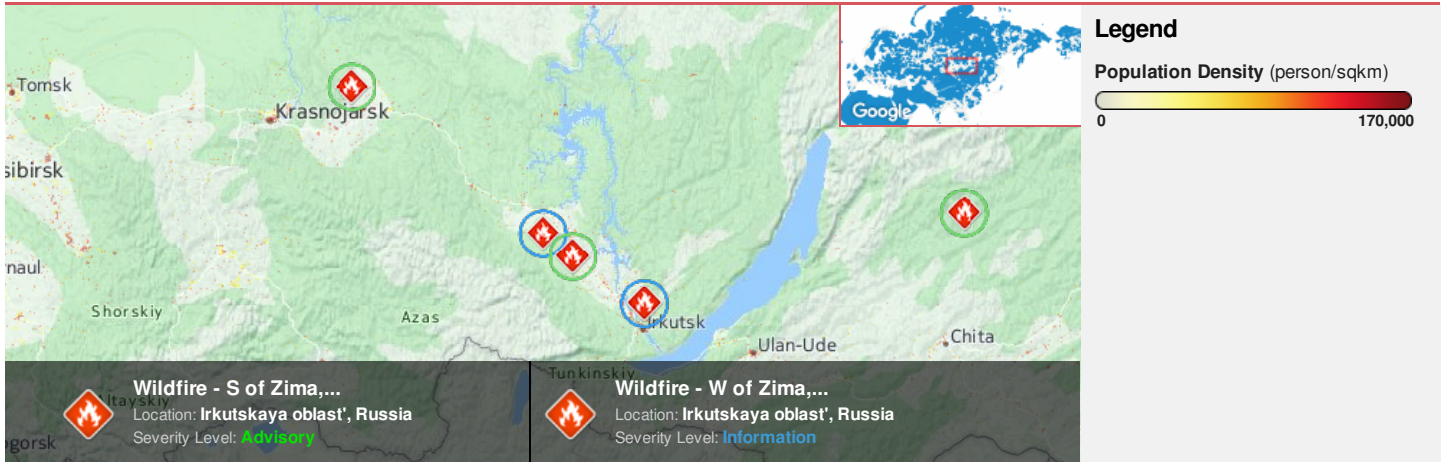 Tomsk
Krasnojarsk
sibirsk
naul
Shorskiy
Azas
Irkutsk
Ulan-Ude
Chita
Tunkinskiy
Altayskiy
ogorsk
Google
Wildfire - S of Zima,...
Location: Irkutskaya oblast', Russia
Severity Level: Advisory
Wildfire - W of Zima,...
Location: Irkutskaya oblast', Russia
Severity Level: Information
Legend
Population Density (person/sqkm)
0 170,000